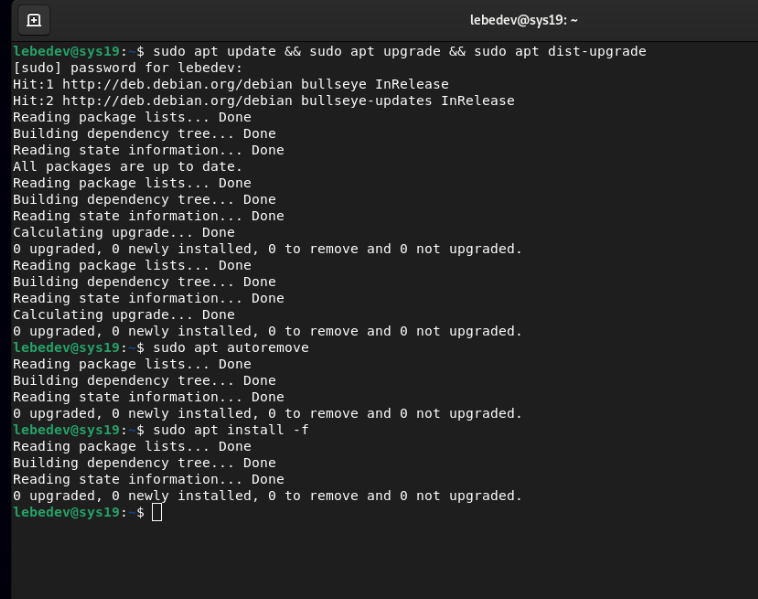 lebedev@sys19: ~
lebedev@sys19:~$ sudo apt update && sudo apt upgrade && sudo apt dist-upgrade
[sudo] password for lebedev:
Hit:1 http://deb.debian.org/debian bullseye InRelease
Hit:2 http://deb.debian.org/debian bullseye-updates InRelease
Reading package lists... Done
Building dependency tree... Done
Reading state information... Done
All packages are up to date.
Reading package lists... Done
Building dependency tree... Done
Reading state information... Done
Calculating upgrade... Done
0 upgraded, 0 newly installed, 0 to remove and 0 not upgraded.
Reading package lists... Done
Building dependency tree... Done
Reading state information... Done
Calculating upgrade... Done
0 upgraded, 0 newly installed, 0 to remove and 0 not upgraded.
lebedev@sys19:~$ sudo apt autoremove
Reading package lists... Done
Building dependency tree... Done
Reading state information... Done
0 upgraded, 0 newly installed, 0 to remove and 0 not upgraded.
lebedev@sys19:~$ sudo apt install -f
Reading package lists... Done
Building dependency tree... Done
Reading state information... Done
0 upgraded, 0 newly installed, 0 to remove and 0 not upgraded.
lebedev@sys19:~$